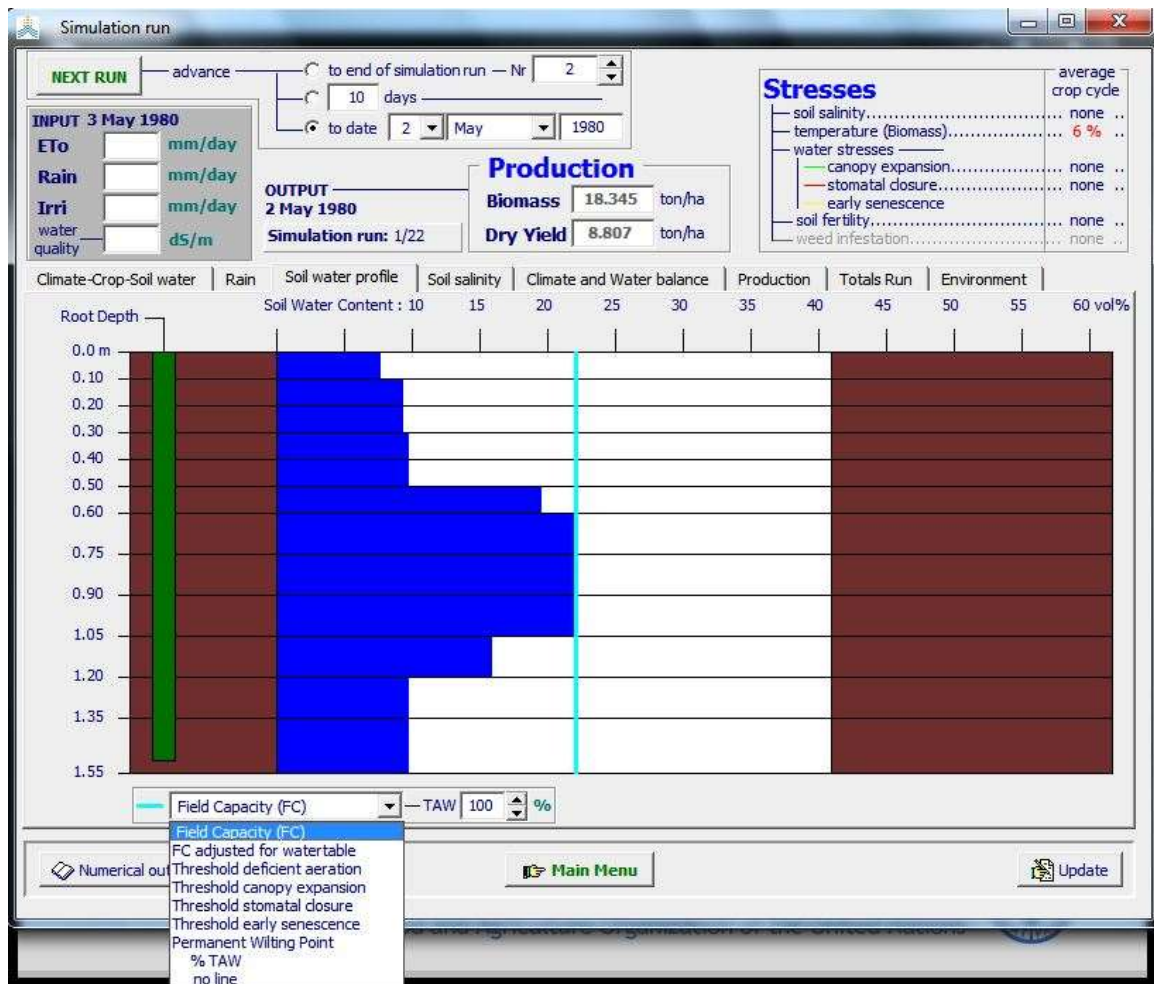 Simulation run
NEXT RUN
advance
to end of simulation run — Nr 2
10 days
to date 2 May 1980
INPUT 3 May 1980
ETo mm/day
Rain mm/day
Irri mm/day
water quality dS/m
OUTPUT
2 May 1980
Simulation run: 1/22
Production
Biomass 18.345 ton/ha
Dry Yield 8.807 ton/ha
Stresses
average
crop cycle
soil salinity.................................... none ..
temperature (Biomass)................. 6 % ..
water stresses
canopy expansion................... none ..
stomatal closure..................... none ..
early senescence
soil fertility.................................... none ..
weed infestation............................ none ..
Climate-Crop-Soil water Rain Soil water profile Soil salinity Climate and Water balance Production Totals Run Environment
Root Depth
Soil Water Content : 10 15 20 25 30 35 40 45 50 55 60 vol%
0.0 m
0.10
0.20
0.30
0.40
0.50
0.60
0.75
0.90
1.05
1.20
1.35
1.55
Field Capacity (FC) TAW 100 %
Field Capacity (FC)
FC adjusted for watertable
Threshold deficient aeration
Threshold canopy expansion
Threshold stomatal closure
Threshold early senescence
Permanent Wilting Point
% TAW
no line
Numerical out
Main Menu
Update
and Agriculture Organization of the United Nations